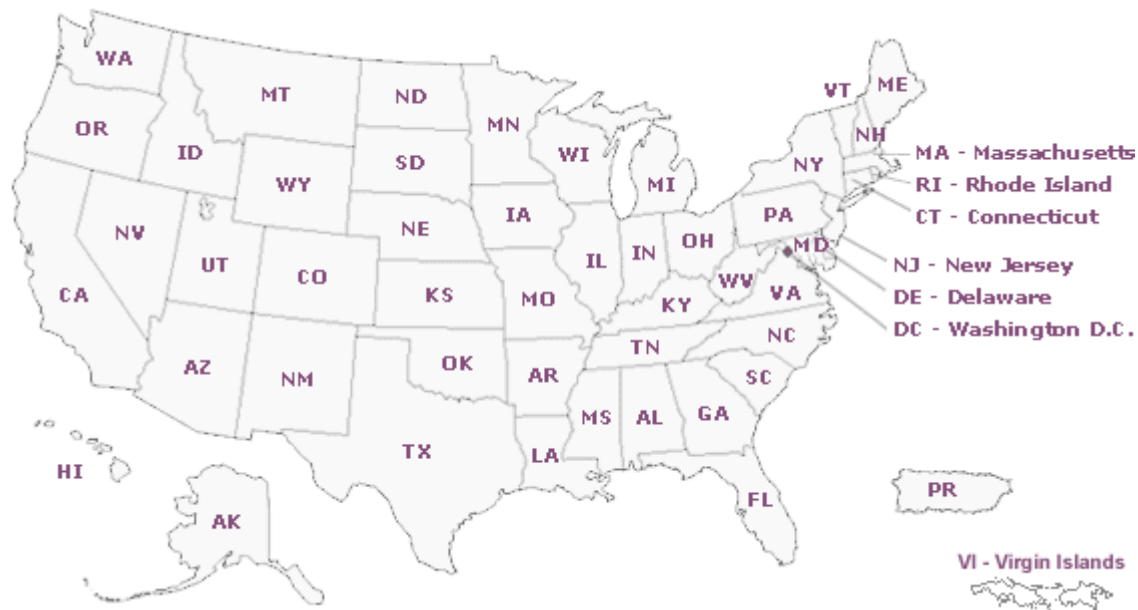 WA
MT
ND
MN
VT
ME
OR
ID
SD
WI
NH
WY
MI
NY
MA - Massachusetts
RI - Rhode Island
CT - Connecticut
NV
NE
IA
PA
UT
CO
IL
IN
OH
MD
NJ - New Jersey
CA
KS
MO
WV
VA
DE - Delaware
KY
DC - Washington D.C.
AZ
NM
OK
TN
NC
AR
SC
MS
AL
GA
HI
TX
LA
FL
PR
AK
VI - Virgin Islands